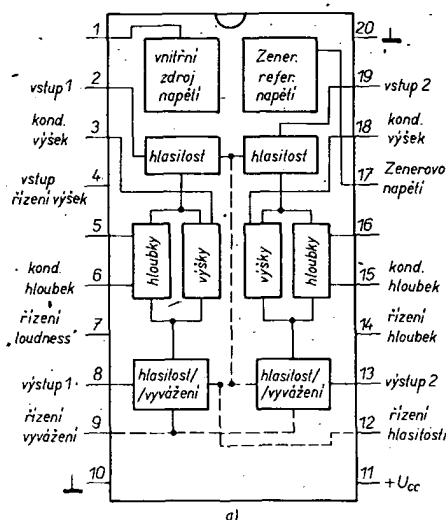 1
2
vstup 1
kond.
výšek
3
vstup
řízení výšek
4
5
kond.
hloubek
6
řízení
„loudness"
7
výstup 1
8
řízení
vyvážení
9
10
vnitřní
zdroj
napětí
Zener.
refer.
napětí
hlasitost
hlasitost
hloubky
výšky
výšky
hloubky
hlasitost/
/vyvážení
hlasitost/
/vyvážení
20
19
vstup 2
kond.
výšek
18
17
Zenerovo
napětí
16
kond.
hloubek
15
řízení
hloubek
14
13
výstup 2
12
řízení
hlasitosti
11
+Ucc
a)